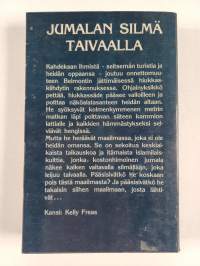 JUMALAN SILMÄ
TAIVAALLA
Kahdeksan ihmistä - seitsemän turistia ja
heidän oppaansa - joutuu onnettomuu-
teen Belmontin jättimäisessä hiukkas-
kiihdytin rakennuksessa. Ohjainyksikkö
pettää, hiukkassäde pääsee valloilleen ja
polttaa näköalatasanteen heidän altaan.
He syöksyvät kolmenkymmenen metrin
matkan läpi polttavan säteen kammion
lattialle ja kaikkien hämmästykseksi sel-
viävät hengissä.
Mutta he heräävät maailmassa, joka ei ole
heidän omansa. Se on sekoitus keskiai-
kaista taikauskoa ja itämaista islamilais-
kulttia, jonka kostonhimoinen jumala
näkee kaiken valtavalla silmällään, joka
leijuu taivaalla. Pääsisivätkö he koskaan
pois tästä maailmasta? Ja pääsisivätkö he
takaisin siihen maailmaan, josta lähti-
vät . . .
Kansi: Kelly Freas